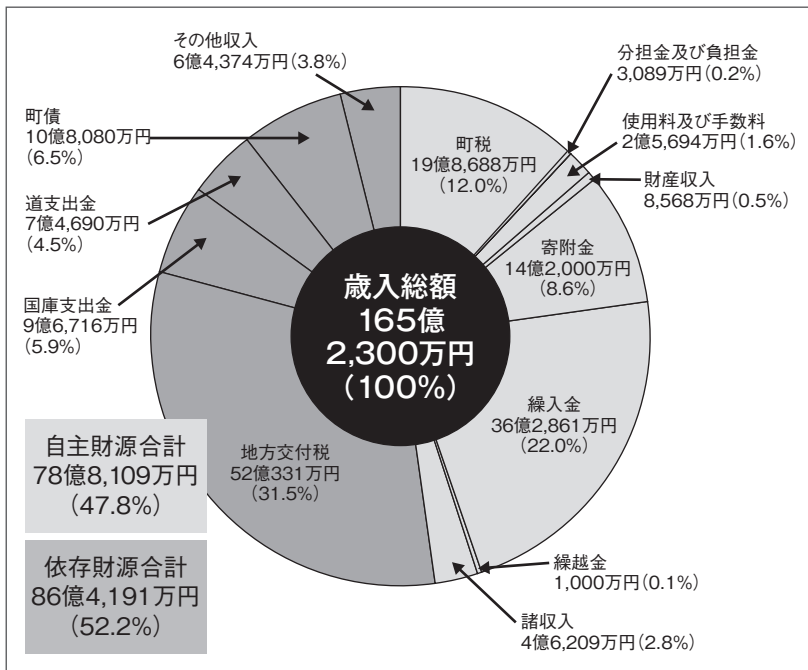 その他収入
6億4,374万円(3.8%)
町債
10億8,080万円
(6.5%)
道支出金
7億4,690万円
(4.5%)
国庫支出金
9億6,716万円
(5.9%)
地方交付税
52億331万円
(31.5%)
町税
19億8,688万円
(12.0%)
分担金及び負担金
3,089万円(0.2%)
使用料及び手数料
2億5,694万円(1.6%)
財産収入
8,568万円(0.5%)
寄附金
14億2,000万円
(8.6%)
繰入金
36億2,861万円
(22.0%)
繰越金
1,000万円(0.1%)
諸収入
4億6,209万円(2.8%)
歳入総額
165億
2,300万円
(100%)
自主財源合計
78億8,109万円
(47.8%)
依存財源合計
86億4,191万円
(52.2%)